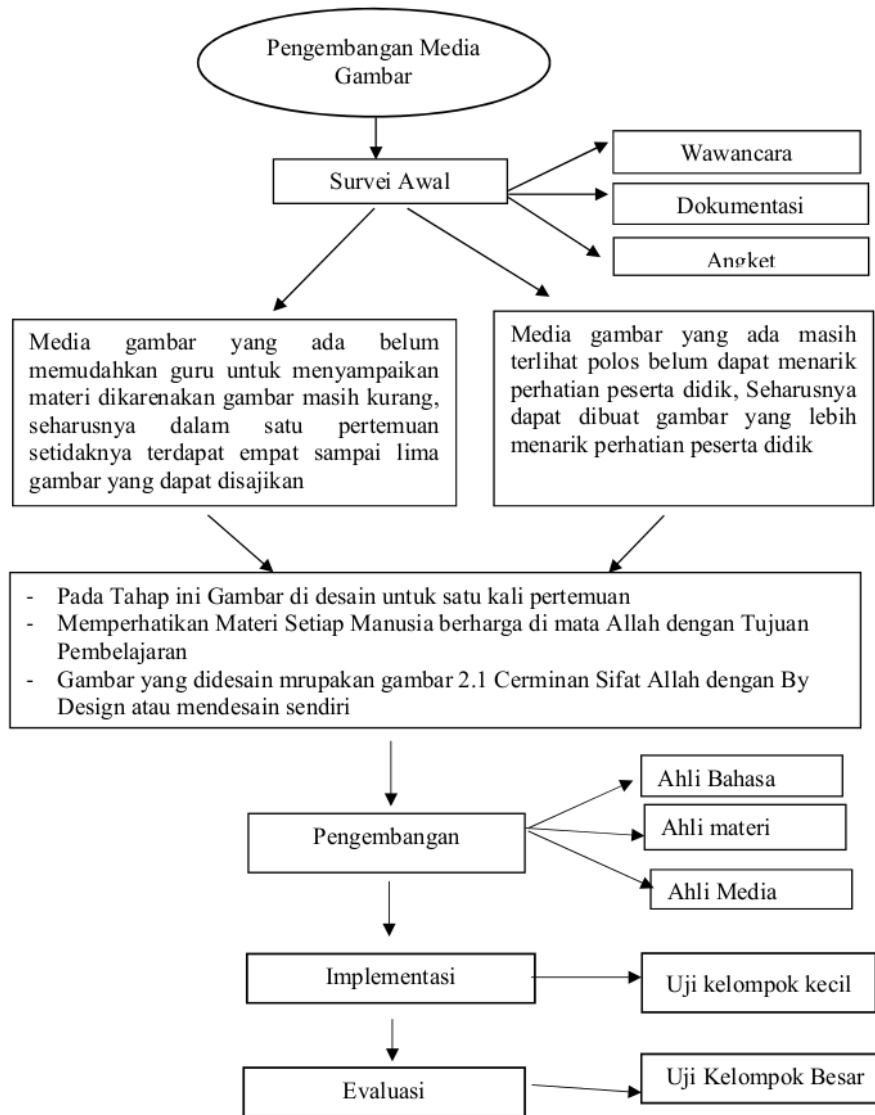 Pengembangan Media
Gambar
Survei Awal
Wawancara
Dokumentasi
Angket
Media gambar yang ada belum
memudahkan guru untuk menyampaikan
materi dikarenakan gambar masih kurang,
seharusnya dalam satu pertemuan
setidaknya terdapat empat sampai lima
gambar yang dapat disajikan
Media gambar yang ada masih
terlihat polos belum dapat menarik
perhatian peserta didik, Seharusnya
dapat dibuat gambar yang lebih
menarik perhatian peserta didik
- Pada Tahap ini Gambar di desain untuk satu kali pertemuan
- Memperhatikan Materi Setiap Manusia berharga di mata Allah dengan Tujuan
Pembelajaran
- Gambar yang didesain mrupakan gambar 2.1 Cerminan Sifat Allah dengan By
Design atau mendesain sendiri
Pengembangan
Ahli Bahasa
Ahli materi
Ahli Media
Implementasi
Uji kelompok kecil
Evaluasi
Uji Kelompok Besar